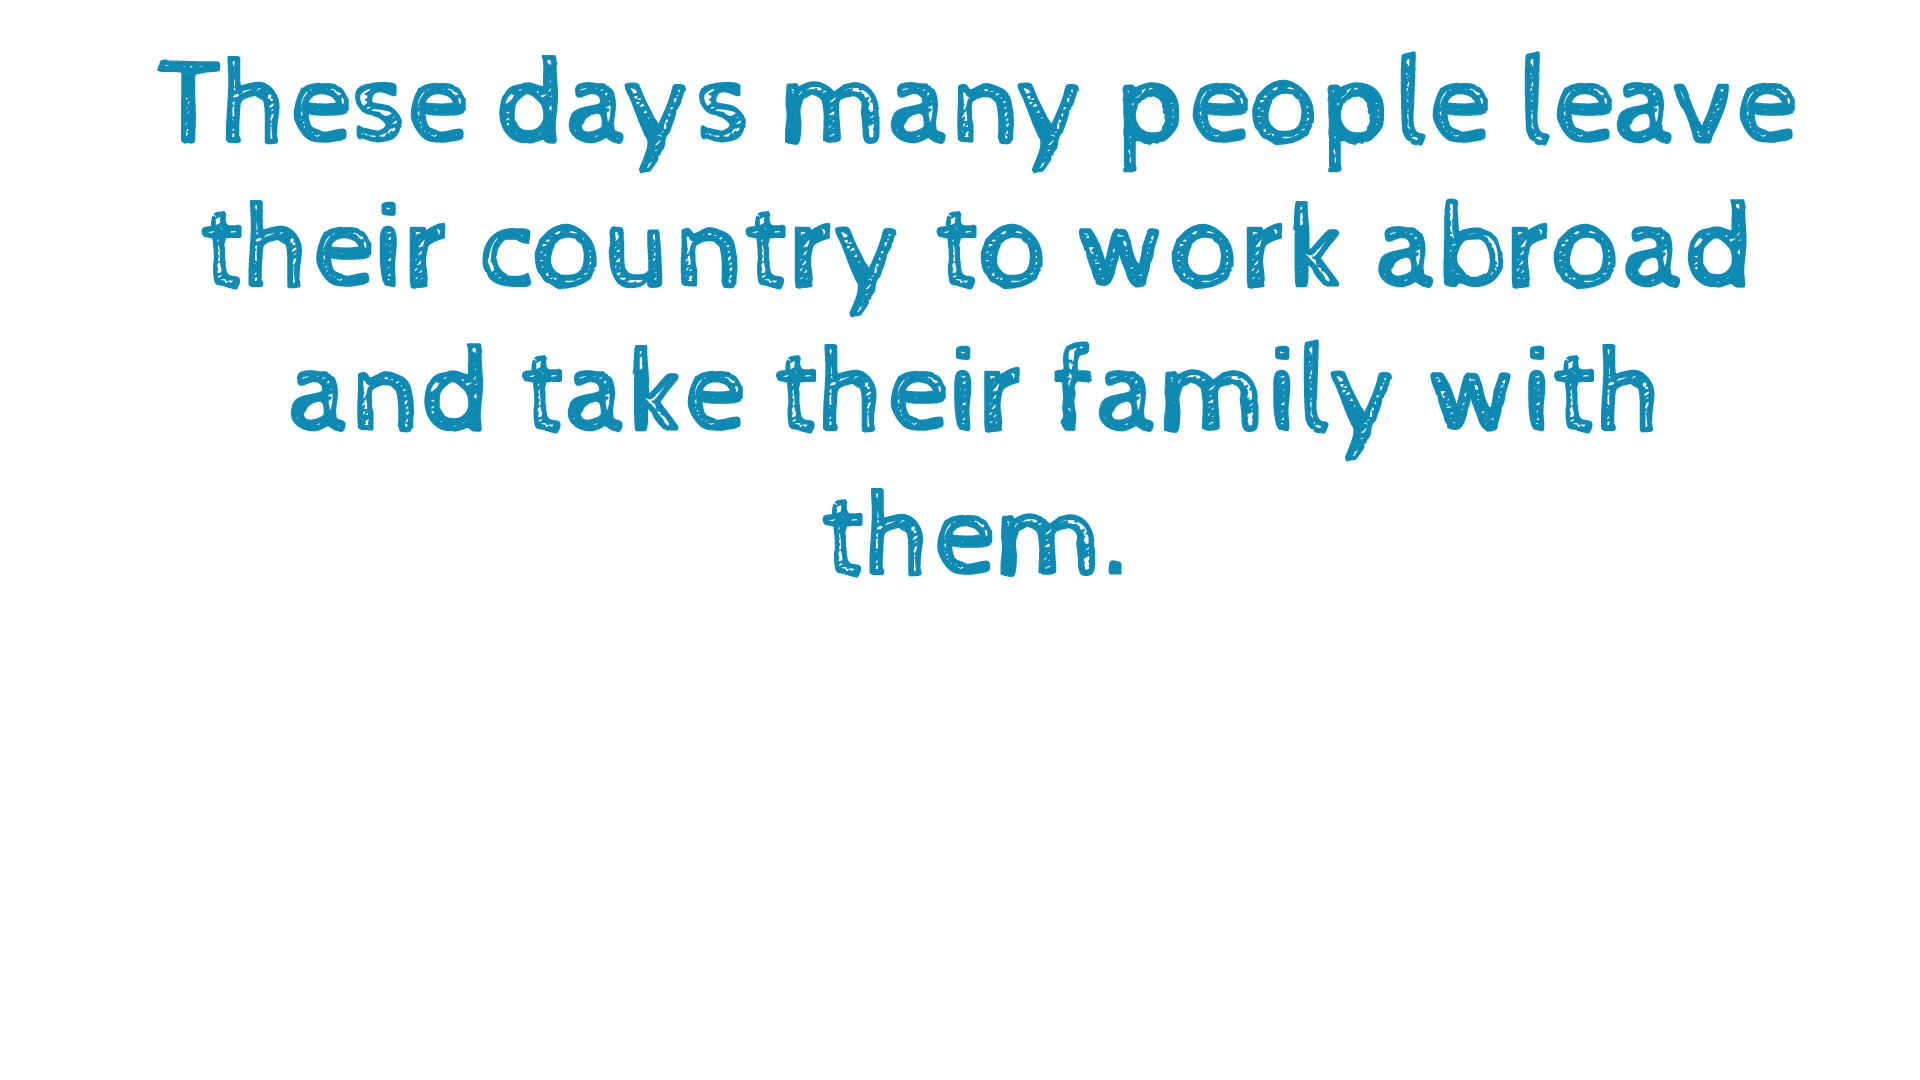 These days many people leave
their country to work abroad
and take their family with
them.